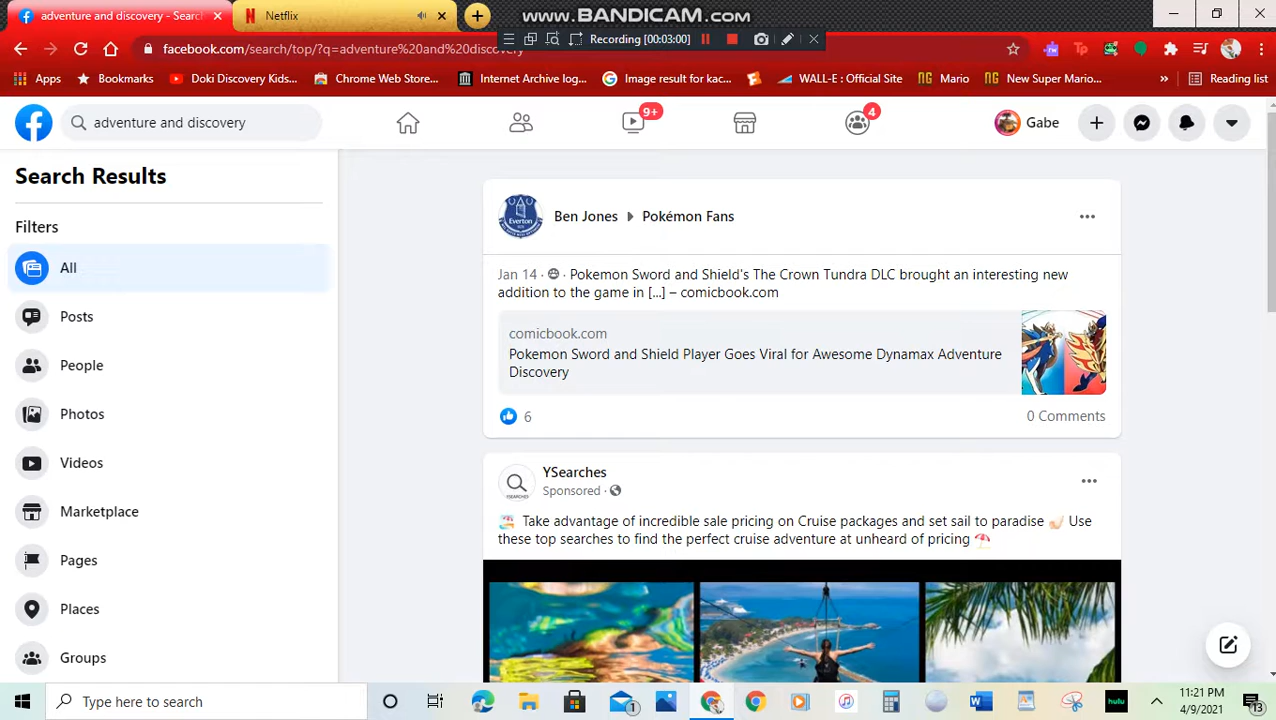 www.BANDICAM.com
adventure and discovery - Search
Netflix
Recording [00:03:00]
facebook.com/search/top/?q=adventure%20and%20discovery
Apps
Bookmarks
Doki Discovery Kids...
Chrome Web Store...
Internet Archive log...
Image result for kac...
WALL-E : Official Site
NG Mario
NG New Super Mario...
»
Reading list
adventure and discovery
9+
4
Gabe
Search Results
Filters
All
Posts
People
Photos
Videos
Marketplace
Pages
Places
Groups
Everton
Ben Jones Pokémon Fans
Jan 14 · Pokemon Sword and Shield's The Crown Tundra DLC brought an interesting new
addition to the game in [...] – comicbook.com
comicbook.com
Pokemon Sword and Shield Player Goes Viral for Awesome Dynamax Adventure
Discovery
6
0 Comments
YSEARCHES
YSearches
Sponsored ·
Take advantage of incredible sale pricing on Cruise packages and set sail to paradise Use
these top searches to find the perfect cruise adventure at unheard of pricing
Type here to search
1
hulu
11:21 PM
4/9/2021
13